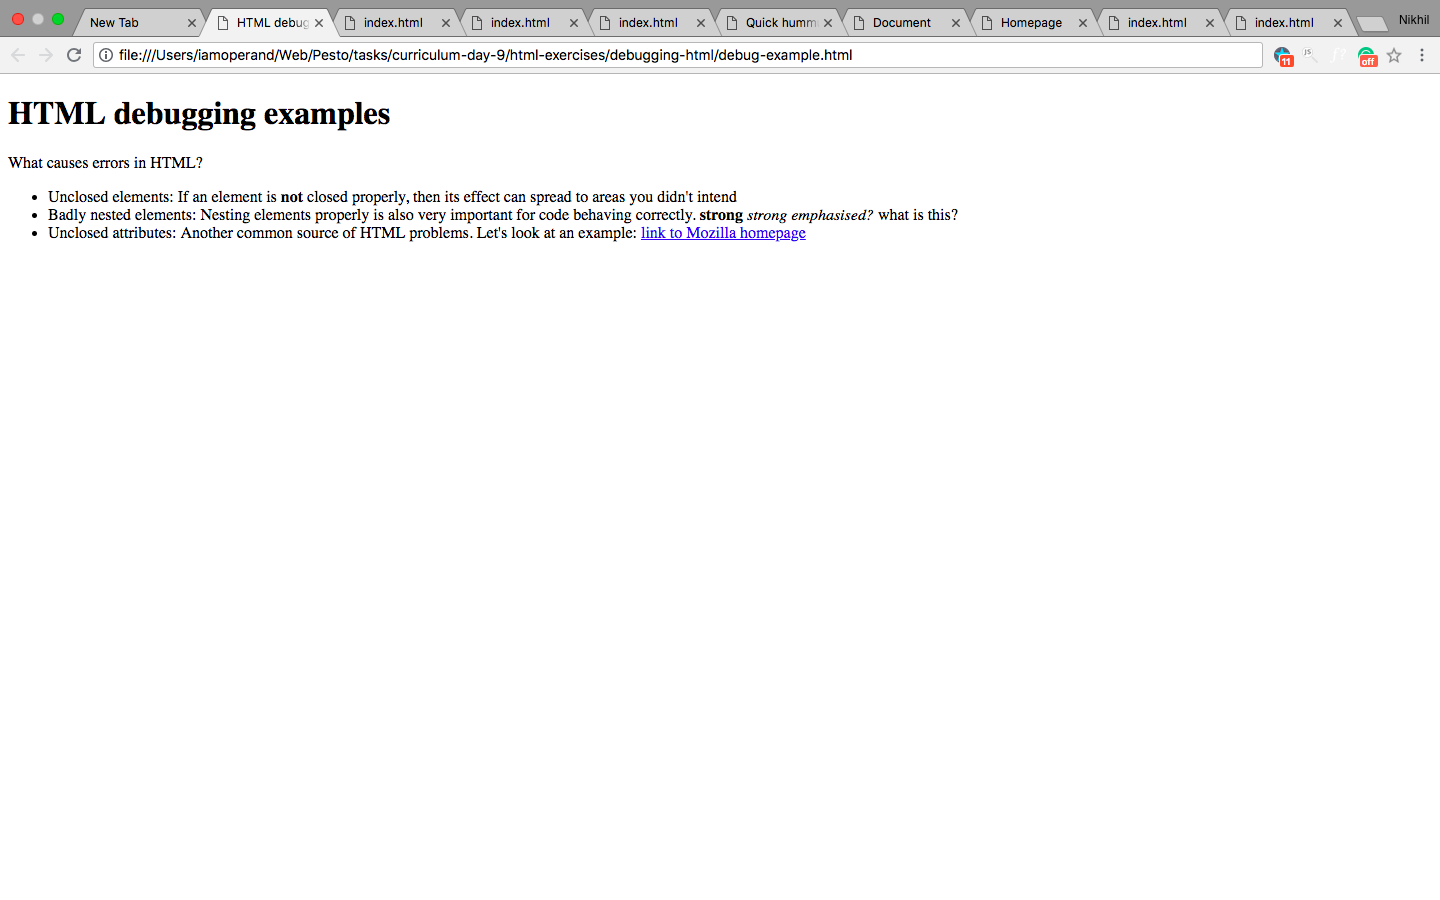 New Tab
HTML debug
index.html
index.html
index.html
Quick humm
Document
Homepage
index.html
index.html
Nikhil
file:///Users/iamoperand/Web/Pesto/tasks/curriculum-day-9/html-exercises/debugging-html/debug-example.html
11
JS
f?
off
HTML debugging examples
What causes errors in HTML?
Unclosed elements: If an element is not closed properly, then its effect can spread to areas you didn't intend
Badly nested elements: Nesting elements properly is also very important for code behaving correctly. strong strong emphasised? what is this?
Unclosed attributes: Another common source of HTML problems. Let's look at an example: link to Mozilla homepage